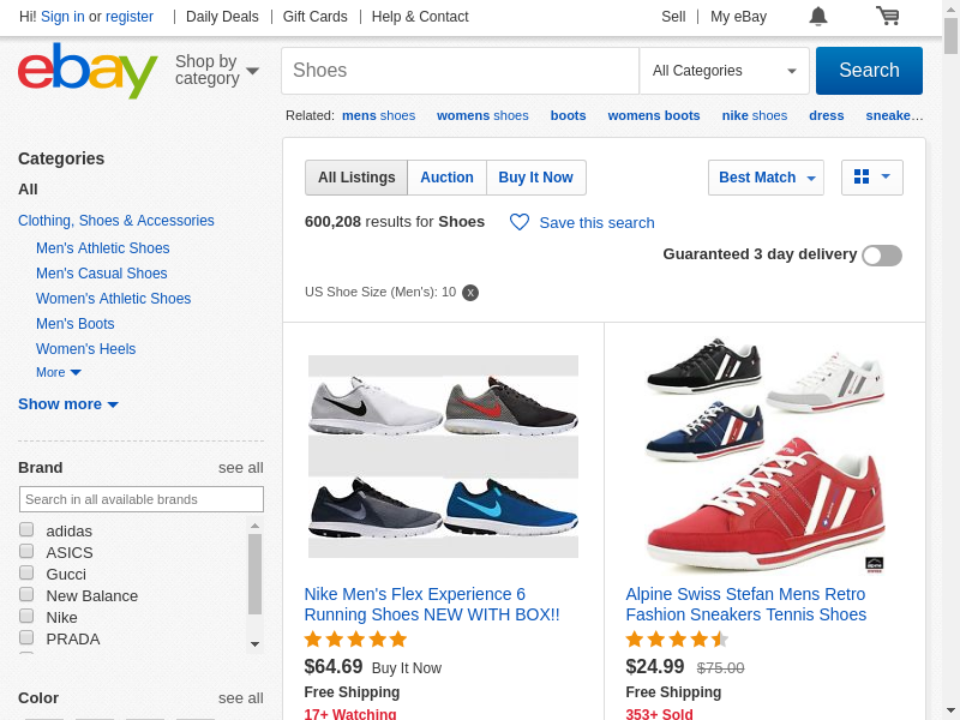 Hi! Sign in or register | Daily Deals | Gift Cards | Help & Contact Sell | My eBay
ebay
Shop by
category
Shoes
All Categories
Search
Related: mens shoes womens shoes boots womens boots nike shoes dress sneake...
Categories
All
Clothing, Shoes & Accessories
Men's Athletic Shoes
Men's Casual Shoes
Women's Athletic Shoes
Men's Boots
Women's Heels
More
Show more
Brand see all
Search in all available brands
adidas
ASICS
Gucci
New Balance
Nike
PRADA
Color see all
All Listings Auction Buy It Now Best Match
600,208 results for Shoes Save this search
Guaranteed 3 day delivery
US Shoe Size (Men's): 10 x
Nike Men's Flex Experience 6
Running Shoes NEW WITH BOX!!
$64.69 Buy It Now
Free Shipping
17+ Watching
Alpine Swiss Stefan Mens Retro
Fashion Sneakers Tennis Shoes
$24.99 $75.00
Free Shipping
353+ Sold